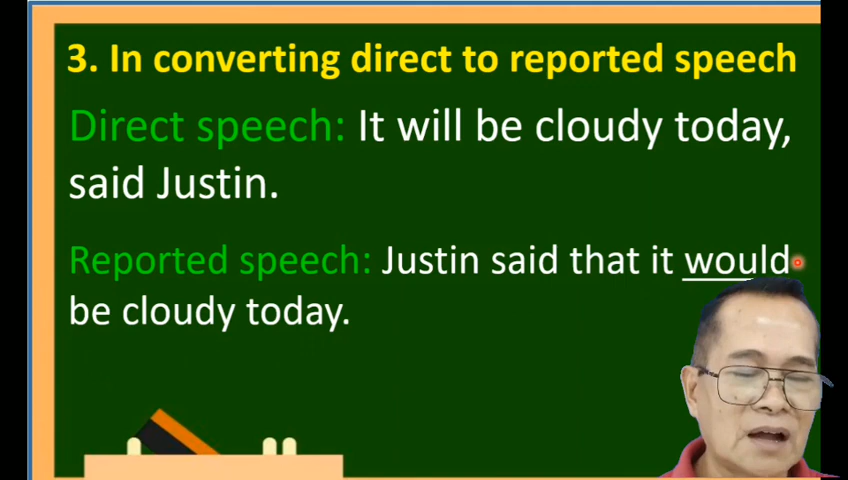 3. In converting direct to reported speech
Direct speech: It will be cloudy today,
said Justin.
Reported speech: Justin said that it would
be cloudy today.